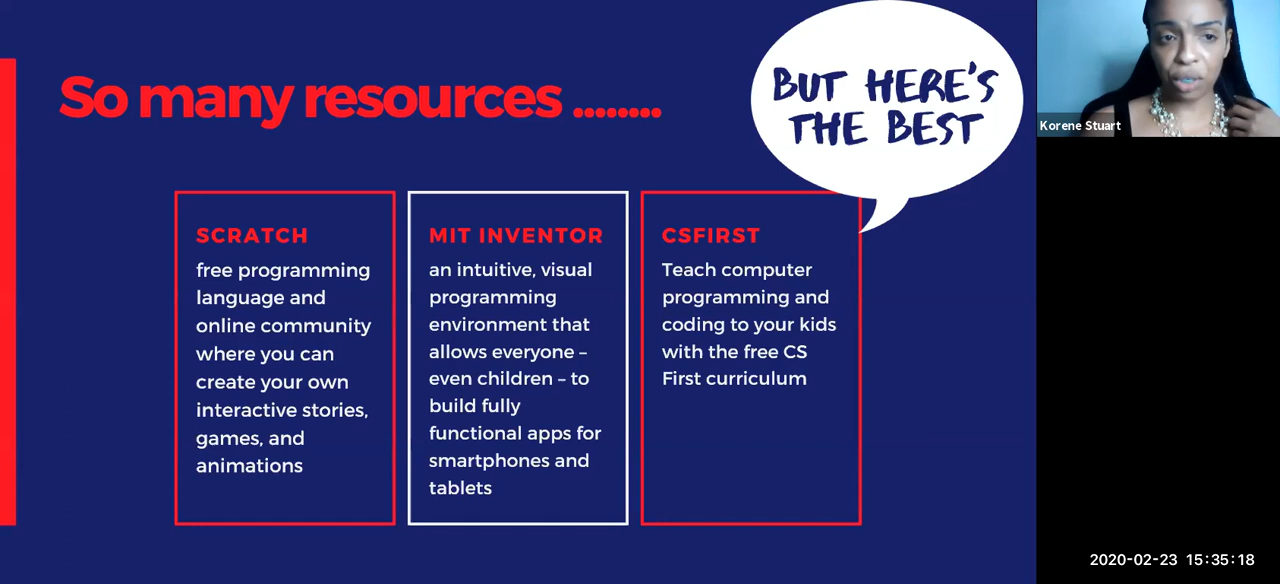 So many resources ........
BUT HERE'S
THE BEST
SCRATCH
free programming
language and
online community
where you can
create your own
interactive stories,
games, and
animations
MIT INVENTOR
an intuitive, visual
programming
environment that
allows everyone –
even children – to
build fully
functional apps for
smartphones and
tablets
CSFIRST
Teach computer
programming and
coding to your kids
with the free CS
First curriculum
Korene Stuart
2020-02-23 15:35:18